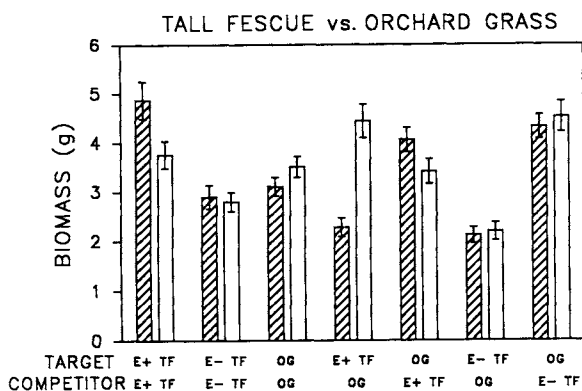 TALL FESCUE vs. ORCHARD GRASS
6
5
4
3
2
1
0
BIOMASS (g)
TARGET E+ TF E- TF OG E+ TF OG E- TF OG
COMPETITOR E+ TF E- TF OG OG E+ TF OG E- TF